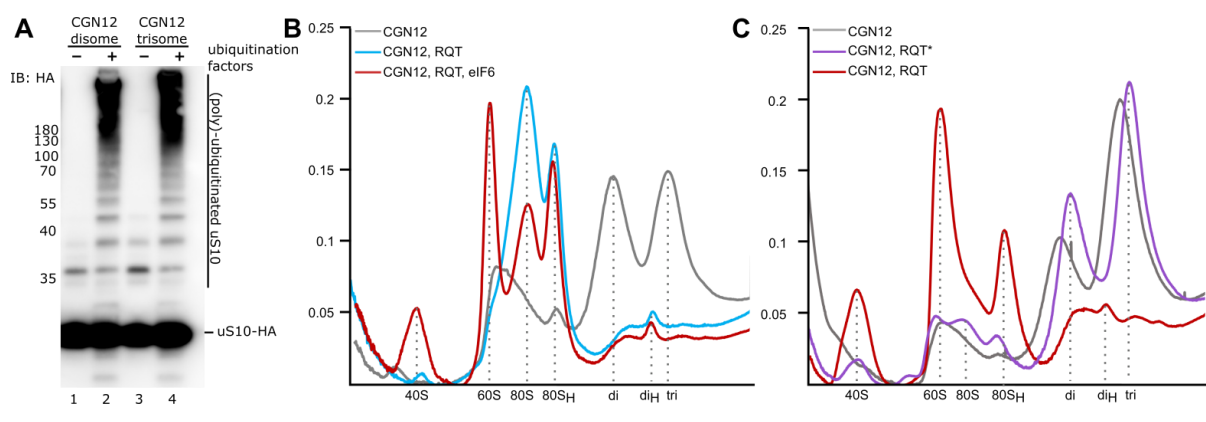 A
CGN12 CGN12
disome trisome
− + − + ubiquitination factors
IB: HA
180
130
100
70
55
40
35
(poly)-ubiquitinated uS10
uS10-HA
1 2 3 4
B
CGN12
CGN12, RQT
CGN12, RQT, eIF6
0.25
0.2
0.15
0.1
0.05
40S 60S 80S 80SH di diH tri
C
CGN12
CGN12, RQT*
CGN12, RQT
0.25
0.2
0.15
0.1
0.05
40S 60S 80S 80SH di diH tri